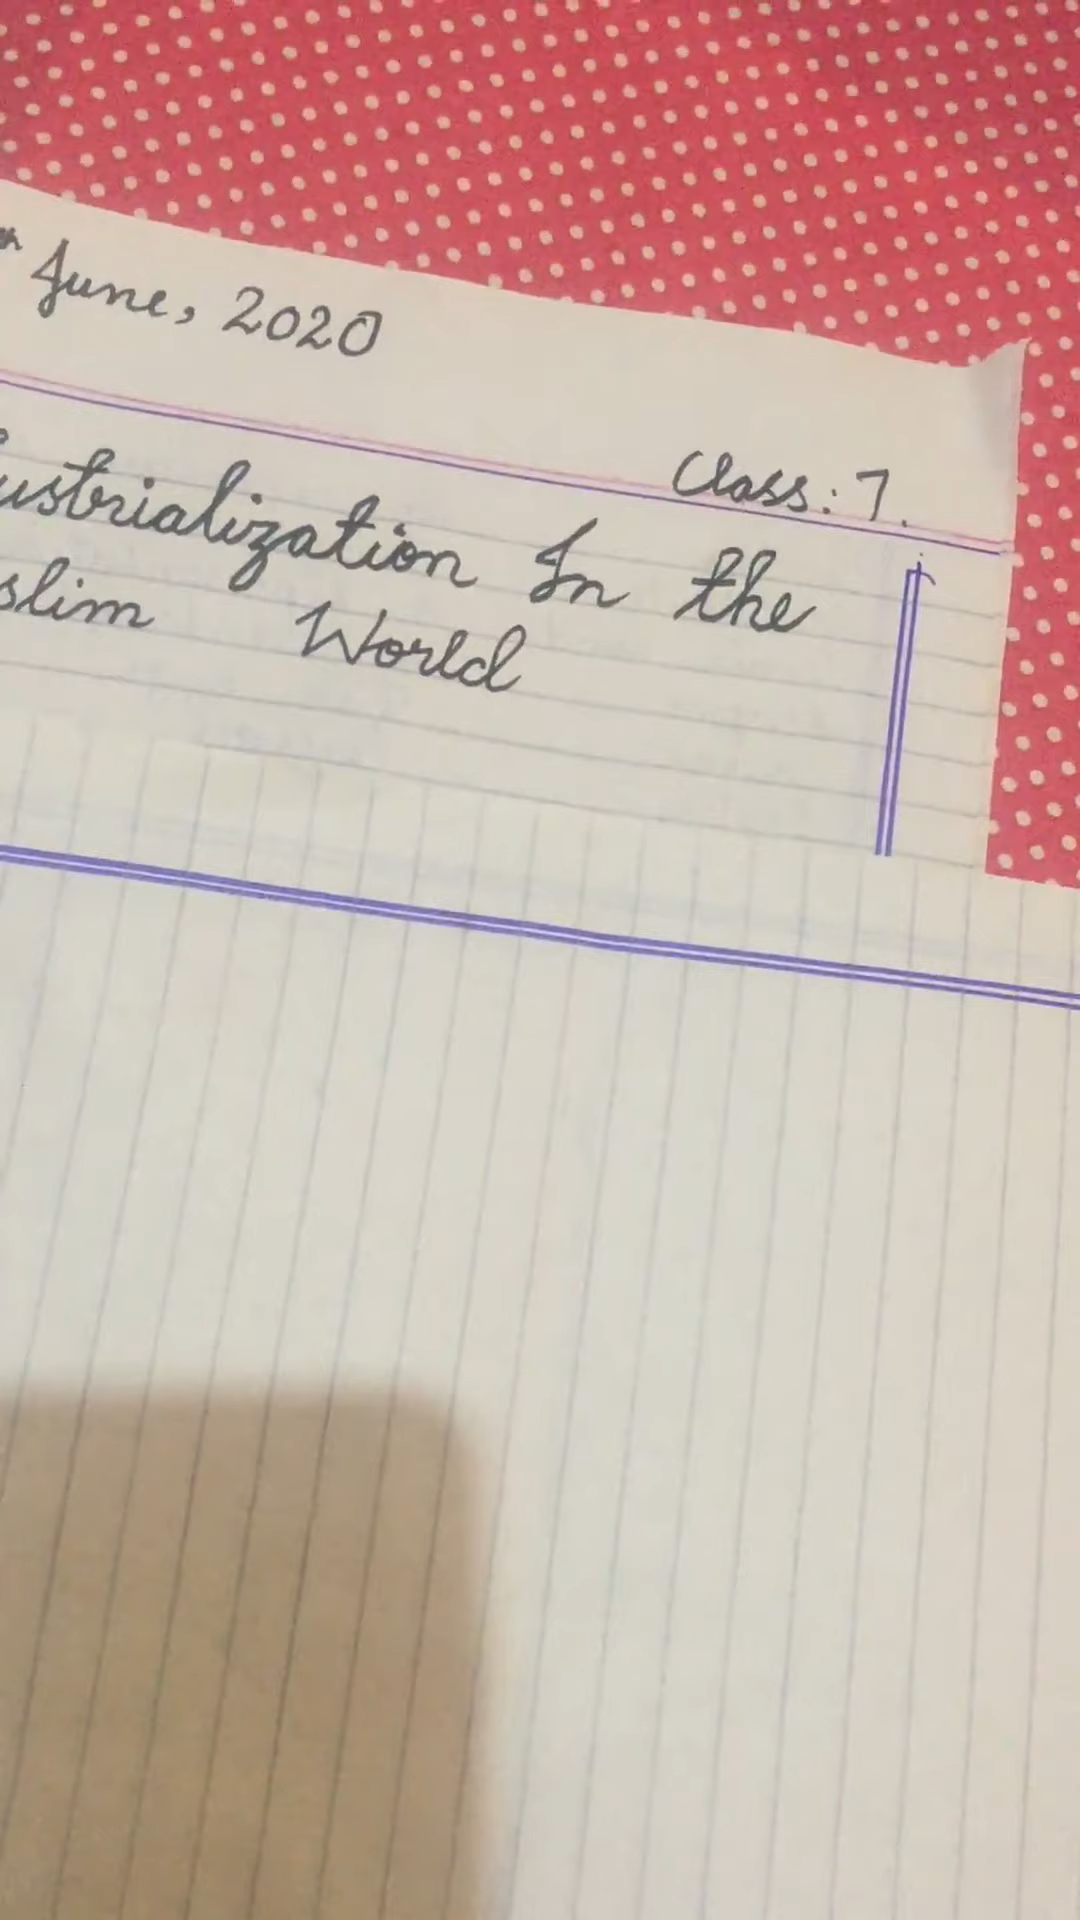 June, 2020
Class: 7.
ustrialization In the
slim World